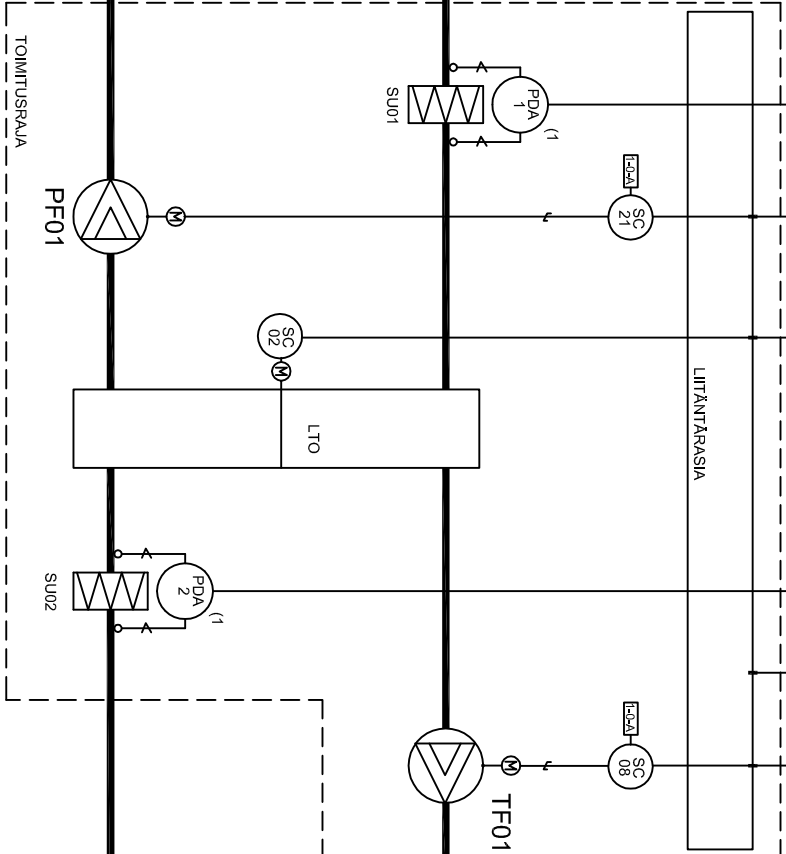 TOIMITUSRAJA
SU01
PDA
1
(1
PF01
M
1-0-A
SC
21
SC
02
M
LTO
LIITÄNTÄRASIA
SU02
PDA
2
(1
TF01
M
1-0-A
SC
08